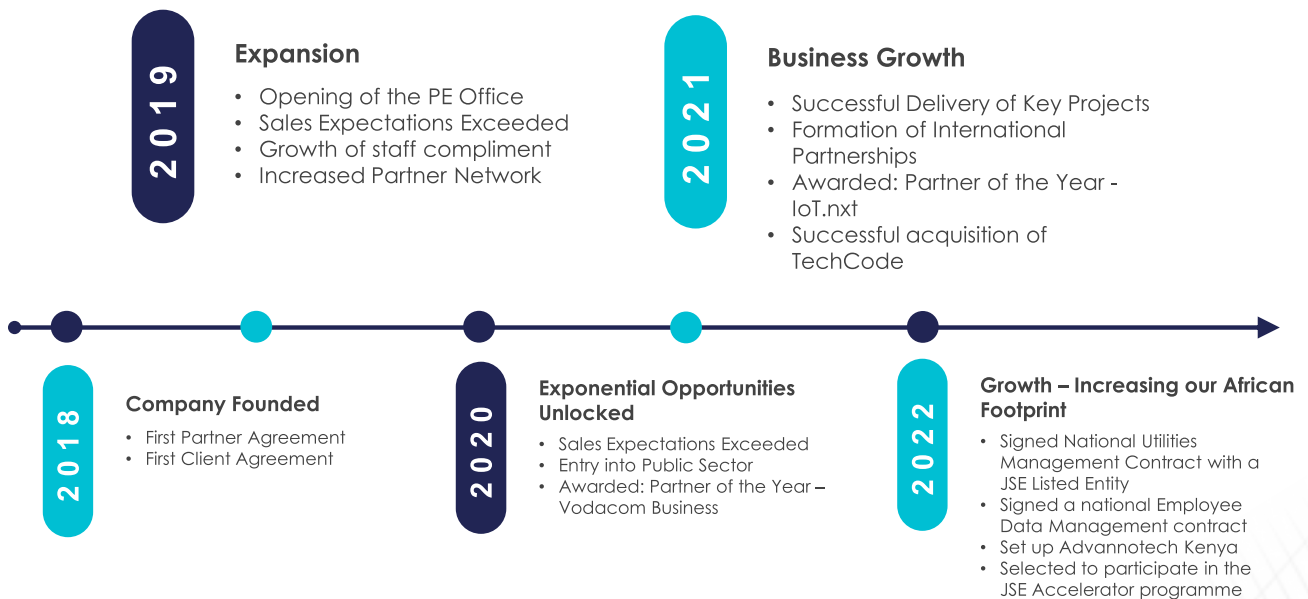 2019
Expansion
• Opening of the PE Office
• Sales Expectations Exceeded
• Growth of staff compliment
• Increased Partner Network
2021
Business Growth
• Successful Delivery of Key Projects
• Formation of International
Partnerships
• Awarded: Partner of the Year -
IoT.nxt
• Successful acquisition of
TechCode
2018
Company Founded
• First Partner Agreement
• First Client Agreement
2020
Exponential Opportunities
Unlocked
• Sales Expectations Exceeded
• Entry into Public Sector
• Awarded: Partner of the Year –
Vodacom Business
2022
Growth – Increasing our African
Footprint
• Signed National Utilities
Management Contract with a
JSE Listed Entity
• Signed a national Employee
Data Management contract
• Set up Advannotech Kenya
• Selected to participate in the
JSE Accelerator programme